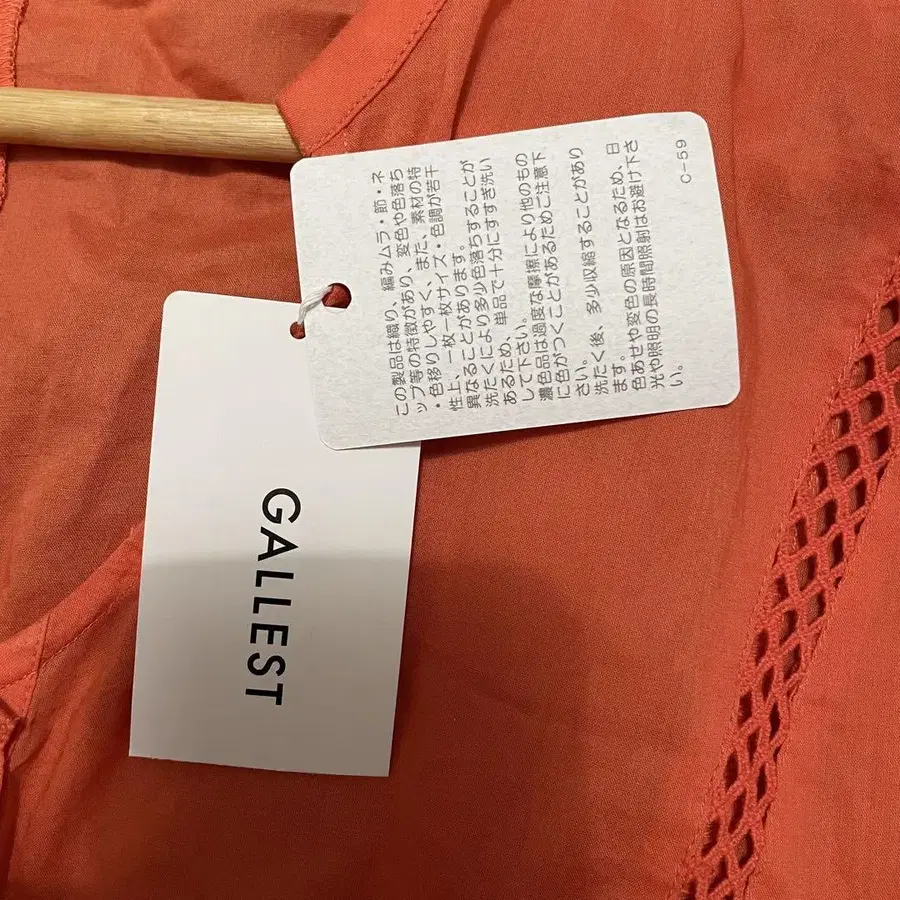 この製品は織り、編みムラ・節・ネ
ップ等の特徴があり、変色や色落ち
・色移りしやすく、また、素材の特
性上、一枚一枚サイズ・色調が若干
異なることがあります。
洗たくにより多少色落ちすることが
あるため、単品で十分にすすぎ洗い
して下さい。
濃色品は過度な摩擦により他のもの
に色がつくことがあるためご注意下
さい。
洗たく後、多少収縮することがあり
ます。
色あせや変色の原因となるため、日
光や照明の長時間照射はお避け下さ
い。
C-59
GALLEST